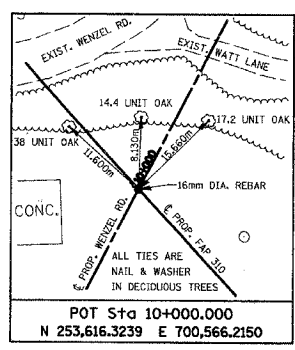 EXIST. WENZEL RD.
EXIST. WATT LANE
14.4 UNIT OAK
17.2 UNIT OAK
38 UNIT OAK
11.600m
8.130m
15.660m
16mm DIA. REBAR
CONC.
℄ PROP. WENZEL RD.
℄ PROP. FAP 310
ALL TIES ARE
NAIL & WASHER
IN DECIDUOUS TREES
POT Sta 10+000.000
N 253,616.3239 E 700,566.2150